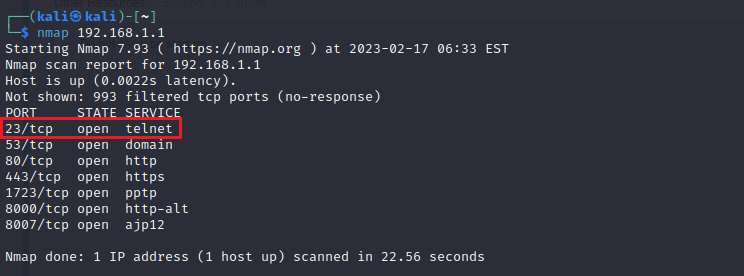 ┌──(kali㉿kali)-[~]
└─$ nmap 192.168.1.1
Starting Nmap 7.93 ( https://nmap.org ) at 2023-02-17 06:33 EST
Nmap scan report for 192.168.1.1
Host is up (0.0022s latency).
Not shown: 993 filtered tcp ports (no-response)
PORT     STATE SERVICE
23/tcp   open  telnet
53/tcp   open  domain
80/tcp   open  http
443/tcp  open  https
1723/tcp open  pptp
8000/tcp open  http-alt
8007/tcp open  ajp12
Nmap done: 1 IP address (1 host up) scanned in 22.56 seconds